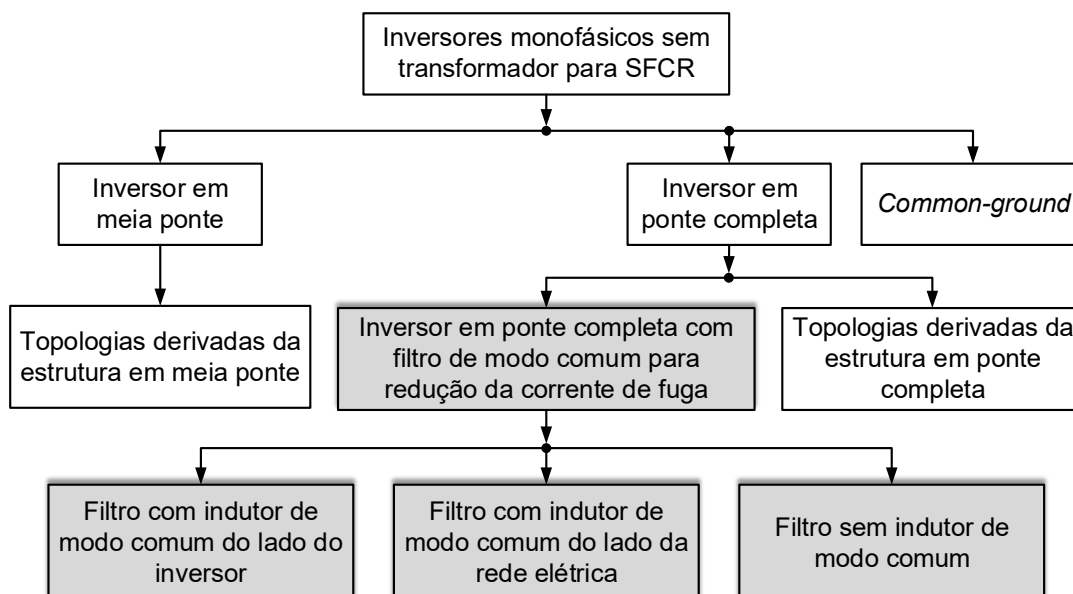 Inversores monofásicos sem
transformador para SFCR
Inversor em
meia ponte
Inversor em
ponte completa
Common-ground
Topologias derivadas da
estrutura em meia ponte
Inversor em ponte completa com
filtro de modo comum para
redução da corrente de fuga
Topologias derivadas da
estrutura em ponte
completa
Filtro com indutor de
modo comum do lado do
inversor
Filtro com indutor de
modo comum do lado da
rede elétrica
Filtro sem indutor de
modo comum